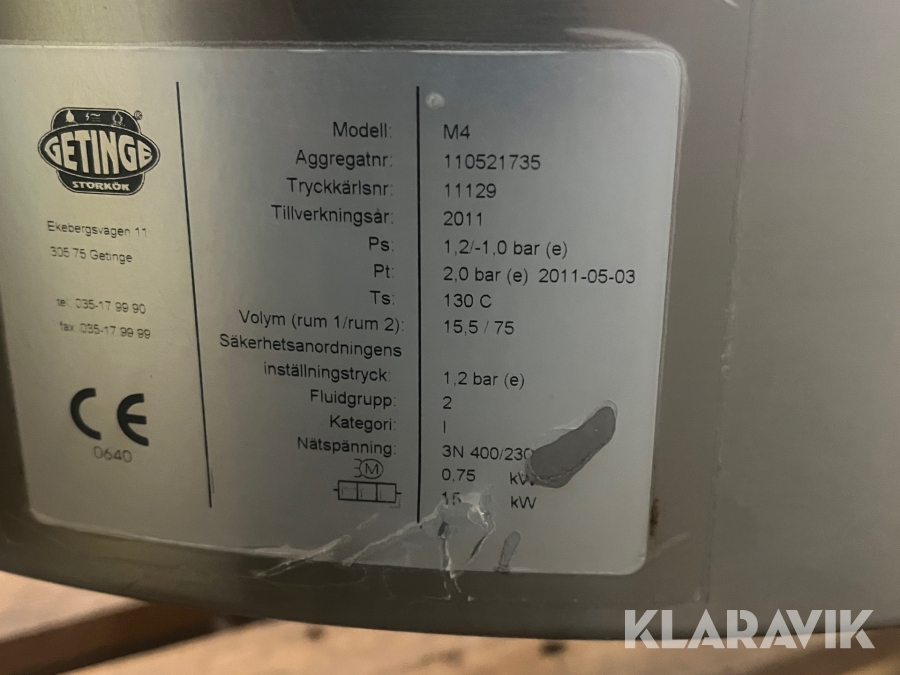 GETINGE®
STORKÖK
Ekebergsvägen 11
305 75 Getinge
tel. 035-17 99 90
fax. 035-17 99 99
CE
0640
Modell: M4
Aggregatnr: 110521735
Tryckkärlsnr: 11129
Tillverkningsår: 2011
Ps: 1,2/-1,0 bar (e)
Pt: 2,0 bar (e) 2011-05-03
Ts: 130 C
Volym (rum 1/rum 2): 15,5 / 75
Säkerhetsanordningens
inställningstryck: 1,2 bar (e)
Fluidgrupp: 2
Kategori: I
Nätspänning: 3N 400/230
M 0,75 kW
15 kW
KLARAVIK